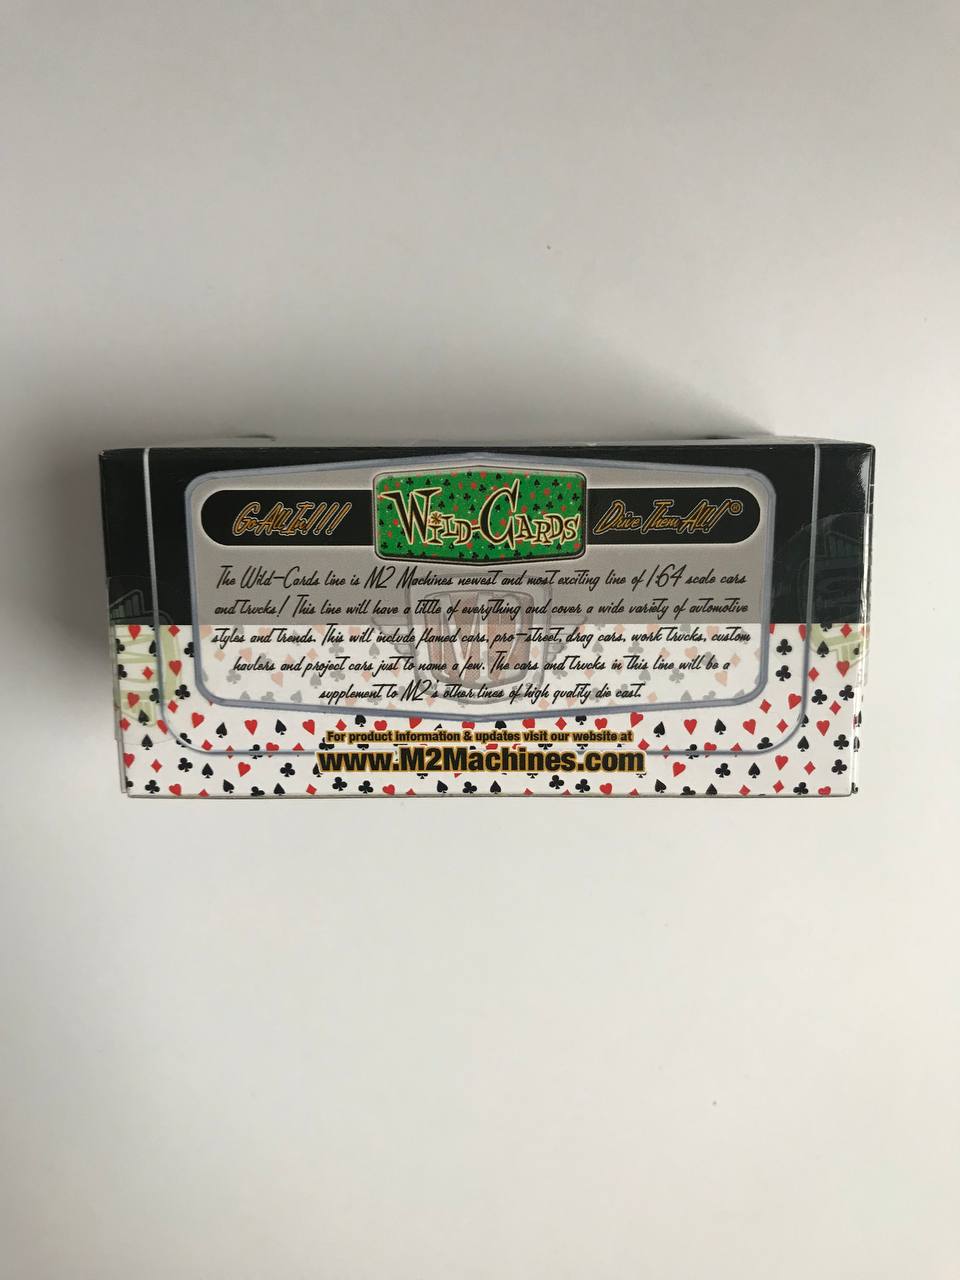 Go All In!!!
WILD-CARDS
Drive Them All!®
The Wild-Cards line is M2 Machines newest and most exciting line of 1:64 scale cars
and trucks! This line will have a little of everything and cover a wide variety of automotive
styles and trends. This will include flamed cars, pro-street, drag cars, work trucks, custom
haulers and project cars just to name a few. The cars and trucks in this line will be a
supplement to M2's other lines of high quality die cast.
M2
For product information & updates visit our website at
www.M2Machines.com